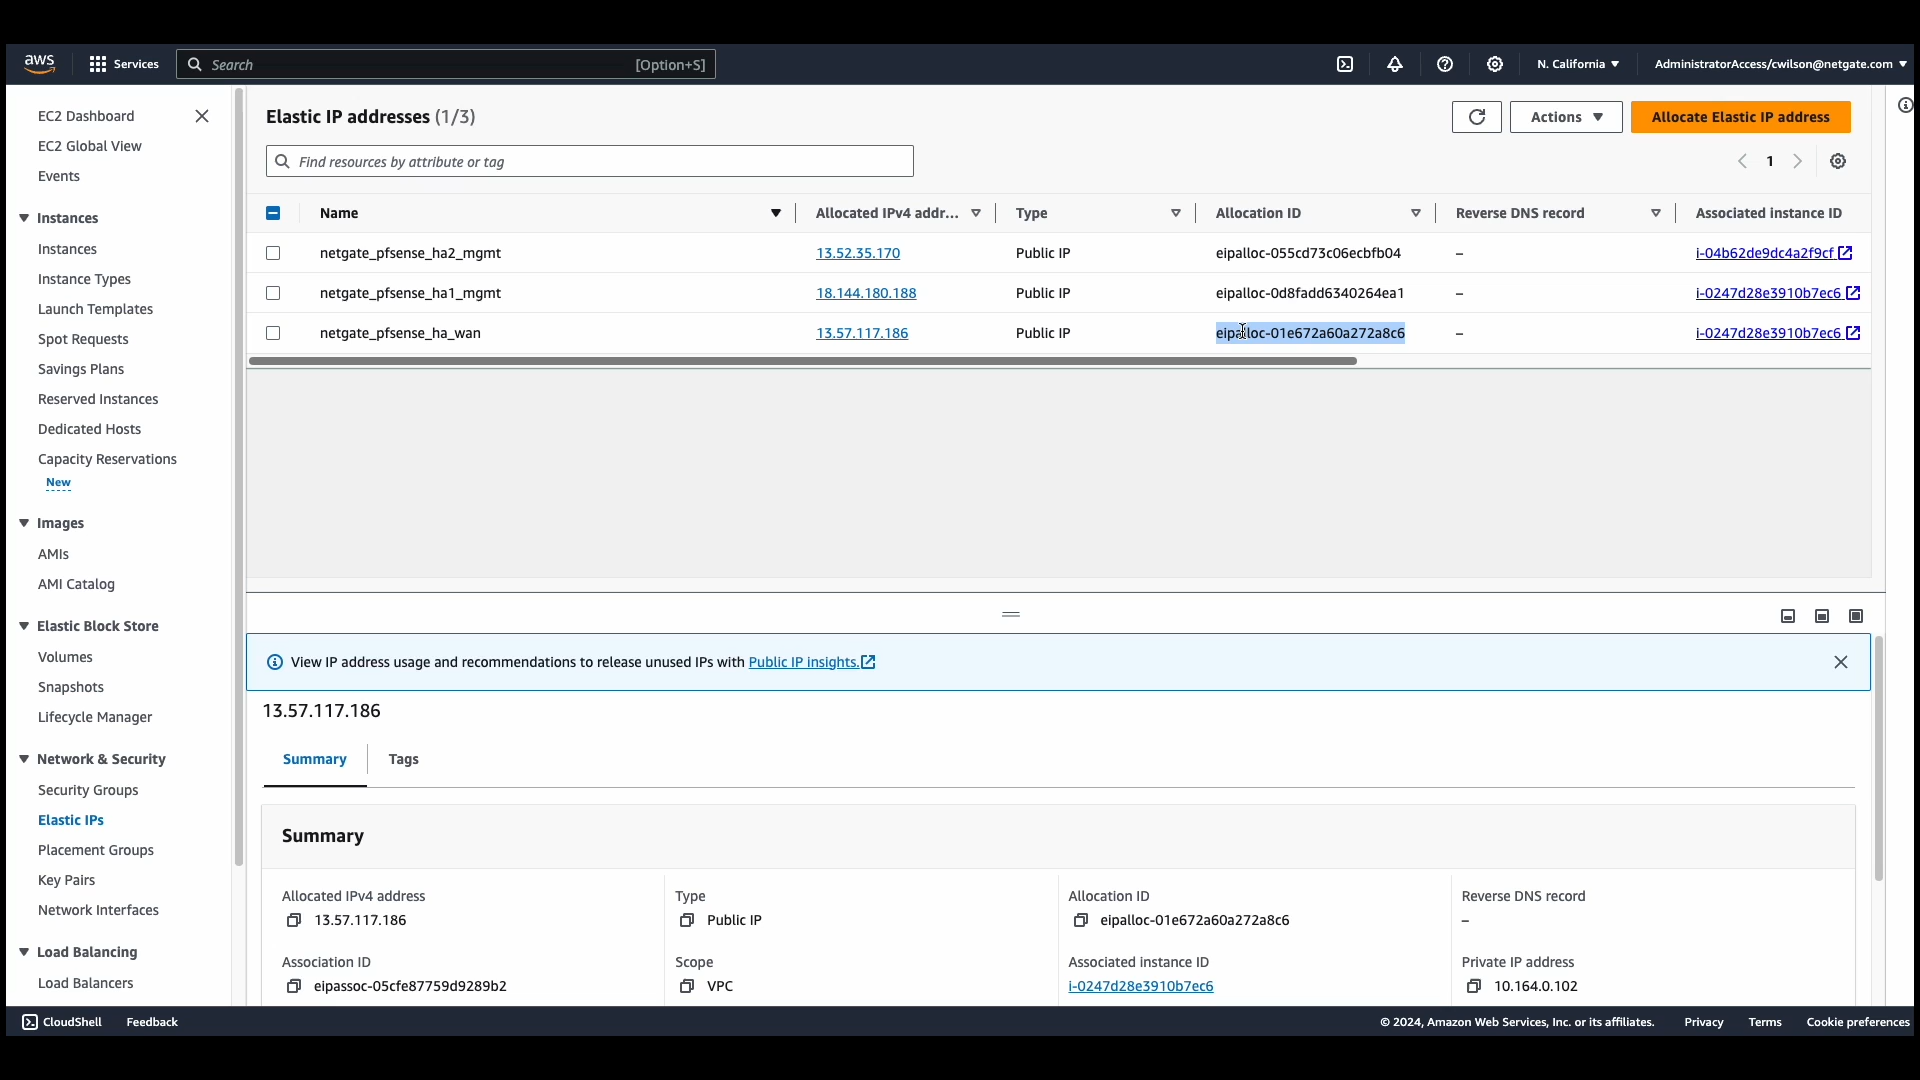 aws
Services
Search
[Option+S]
N. California
AdministratorAccess/cwilson@netgate.com
EC2 Dashboard
EC2 Global View
Events
Instances
Instances
Instance Types
Launch Templates
Spot Requests
Savings Plans
Reserved Instances
Dedicated Hosts
Capacity Reservations
New
Images
AMIs
AMI Catalog
Elastic Block Store
Volumes
Snapshots
Lifecycle Manager
Network & Security
Security Groups
Elastic IPs
Placement Groups
Key Pairs
Network Interfaces
Load Balancing
Load Balancers
Elastic IP addresses (1/3)
Actions
Allocate Elastic IP address
Find resources by attribute or tag
1
Name Allocated IPv4 addr... Type Allocation ID Reverse DNS record Associated instance ID
netgate_pfsense_ha2_mgmt 13.52.35.170 Public IP eipalloc-055cd73c06ecbfb04 – i-04b62de9dc4a2f9cf
netgate_pfsense_ha1_mgmt 18.144.180.188 Public IP eipalloc-0d8fadd6340264ea1 – i-0247d28e3910b7ec6
netgate_pfsense_ha_wan 13.57.117.186 Public IP eipalloc-01e672a60a272a8c6 – i-0247d28e3910b7ec6
View IP address usage and recommendations to release unused IPs with Public IP insights.
13.57.117.186
Summary Tags
Summary
Allocated IPv4 address
13.57.117.186
Type
Public IP
Allocation ID
eipalloc-01e672a60a272a8c6
Reverse DNS record
–
Association ID
eipassoc-05cfe87759d9289b2
Scope
VPC
Associated instance ID
i-0247d28e3910b7ec6
Private IP address
10.164.0.102
CloudShell Feedback
© 2024, Amazon Web Services, Inc. or its affiliates. Privacy Terms Cookie preferences